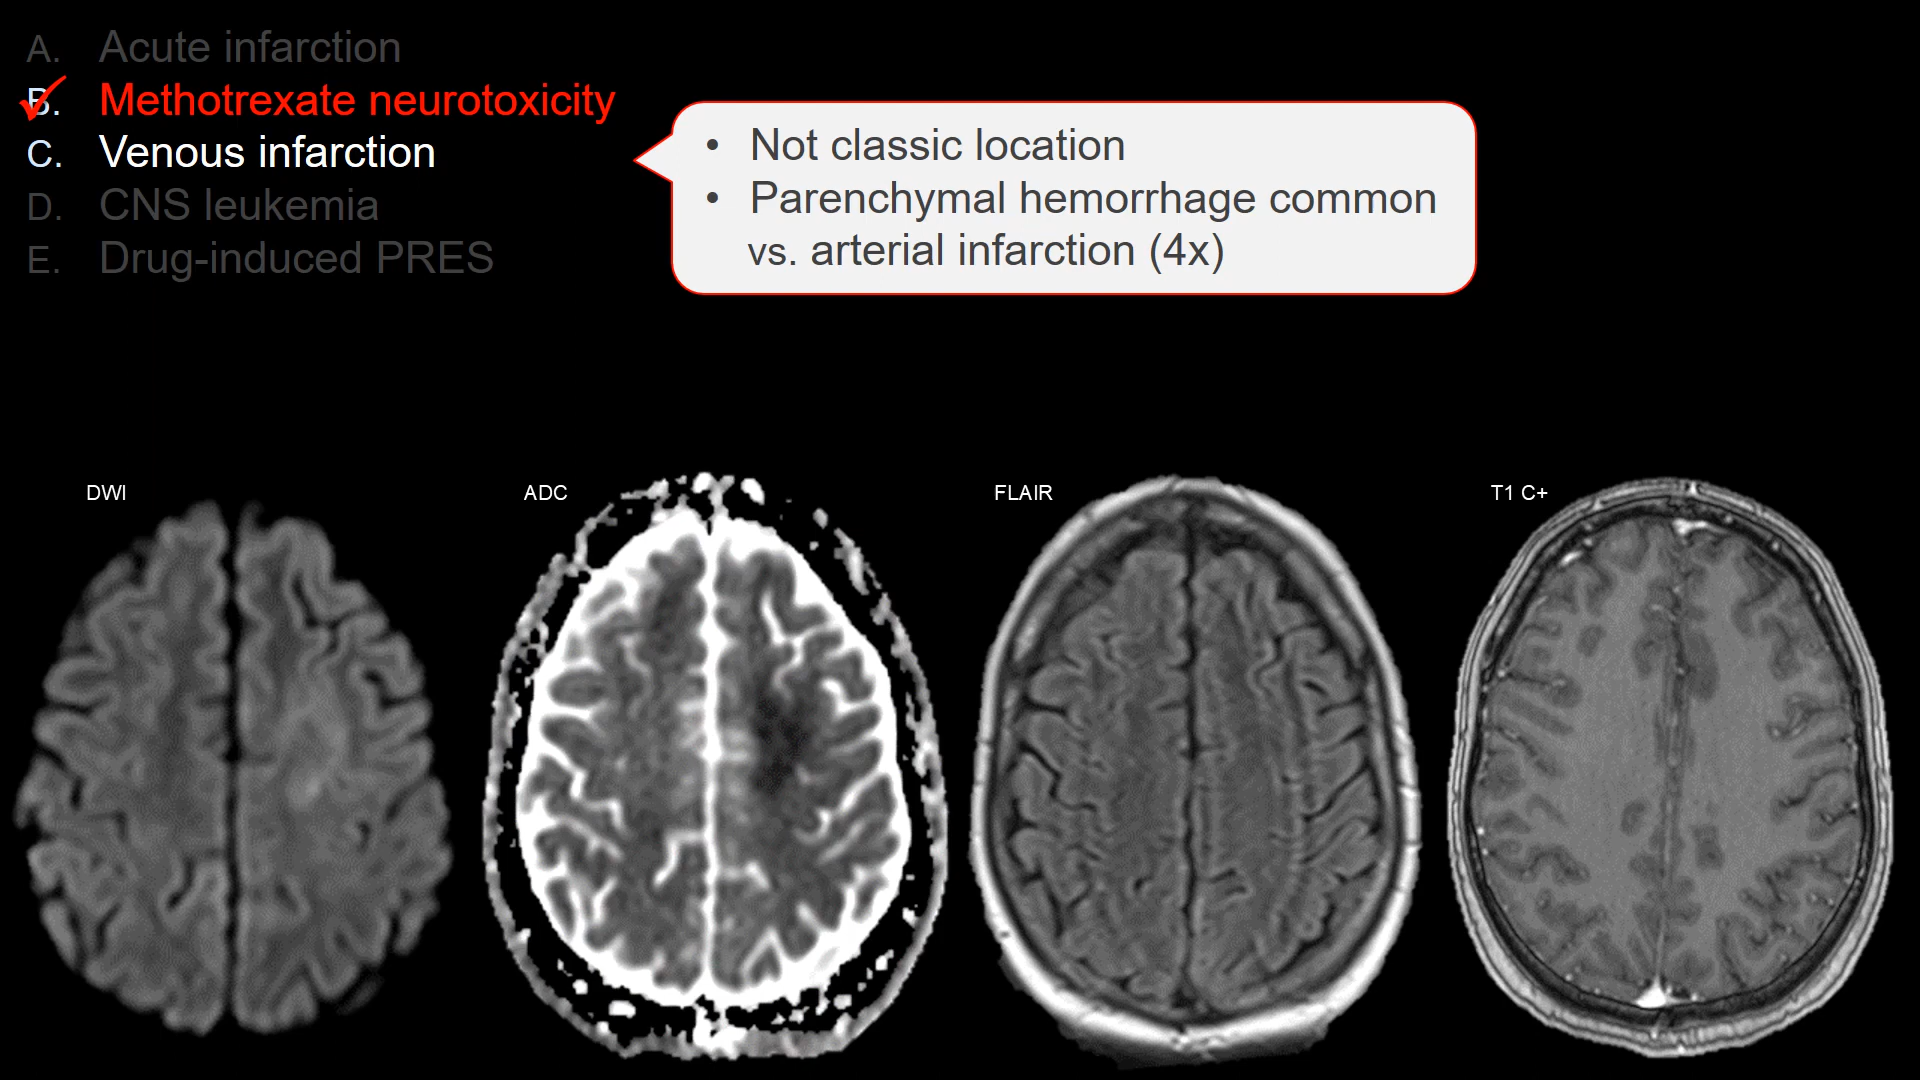 A. Acute infarction
B. Methotrexate neurotoxicity
C. Venous infarction
D. CNS leukemia
E. Drug-induced PRES
• Not classic location
• Parenchymal hemorrhage common
vs. arterial infarction (4x)
DWI
ADC
FLAIR
T1 C+